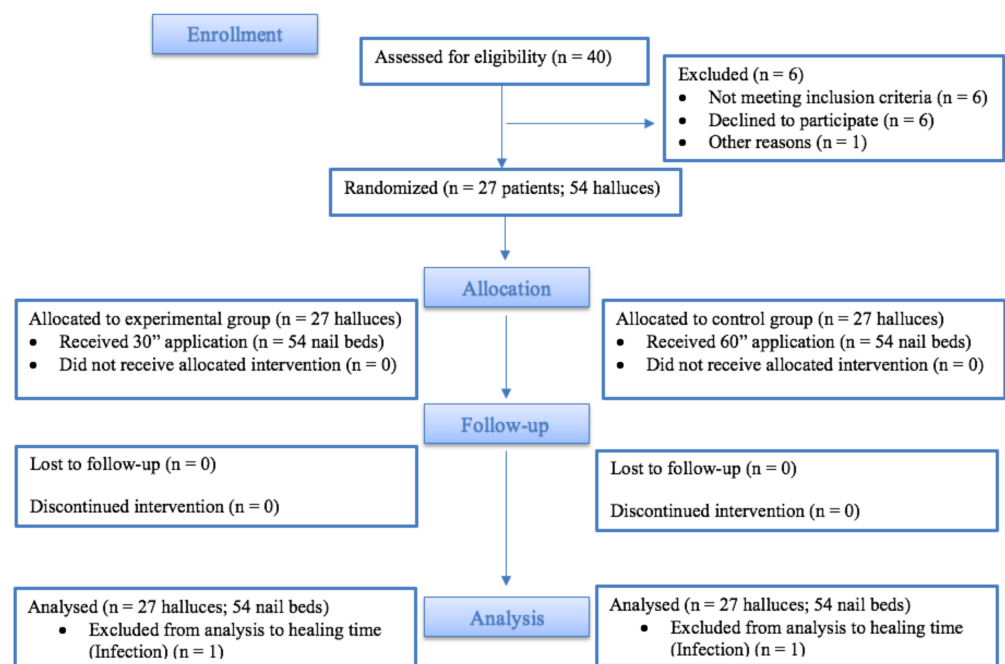 Enrollment
Assessed for eligibility (n = 40)
Excluded (n = 6)
• Not meeting inclusion criteria (n = 6)
• Declined to participate (n = 6)
• Other reasons (n = 1)
Randomized (n = 27 patients; 54 halluces)
Allocation
Allocated to experimental group (n = 27 halluces)
• Received 30” application (n = 54 nail beds)
• Did not receive allocated intervention (n = 0)
Allocated to control group (n = 27 halluces)
• Received 60” application (n = 54 nail beds)
• Did not receive allocated intervention (n = 0)
Follow-up
Lost to follow-up (n = 0)
Discontinued intervention (n = 0)
Lost to follow-up (n = 0)
Discontinued intervention (n = 0)
Analysis
Analysed (n = 27 halluces; 54 nail beds)
• Excluded from analysis to healing time
(Infection) (n = 1)
Analysed (n = 27 halluces; 54 nail beds)
• Excluded from analysis to healing time
(Infection) (n = 1)